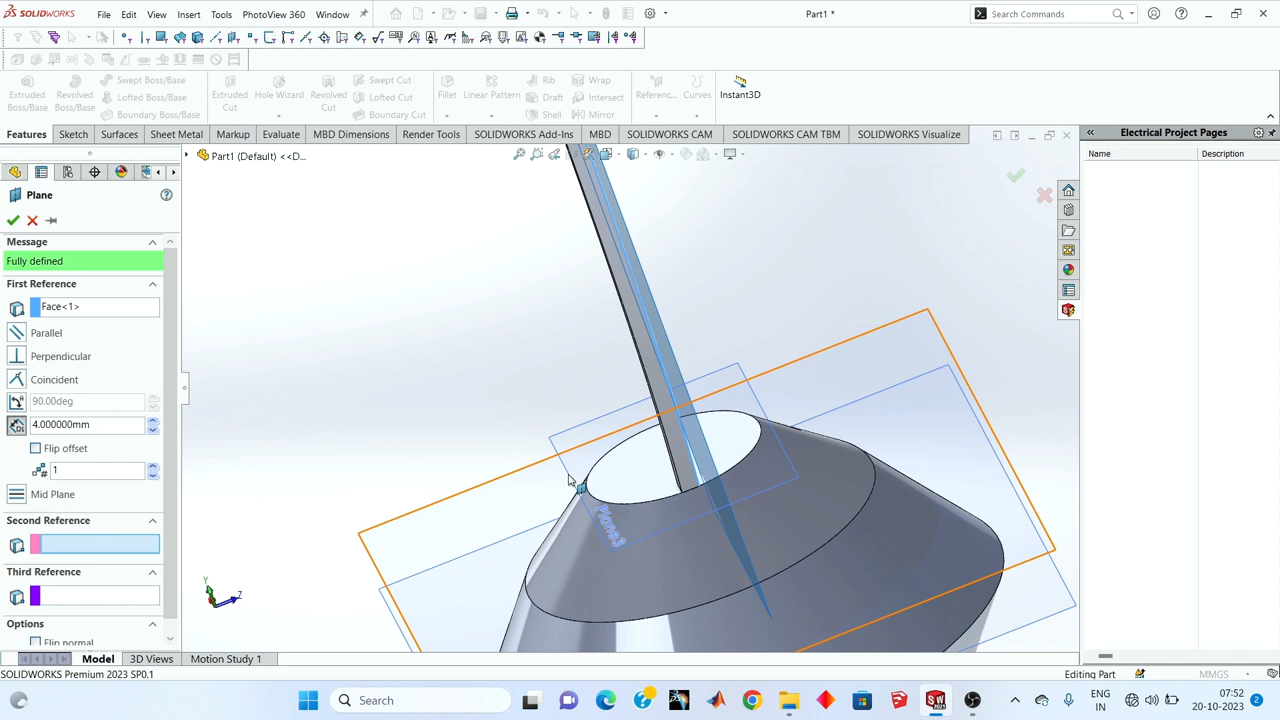 SOLIDWORKS File Edit View Insert Tools PhotoView 360 Window Part1 * Search Commands
Extruded Boss/Base
Revolved Boss/Base
Swept Boss/Base
Lofted Boss/Base
Boundary Boss/Base
Extruded Cut
Hole Wizard
Revolved Cut
Swept Cut
Lofted Cut
Boundary Cut
Fillet
Linear Pattern
Rib
Draft
Shell
Wrap
Intersect
Mirror
Referenc...
Curves
Instant3D
Features Sketch Surfaces Sheet Metal Markup Evaluate MBD Dimensions Render Tools SOLIDWORKS Add-Ins MBD SOLIDWORKS CAM SOLIDWORKS CAM TBM SOLIDWORKS Visualize
Electrical Project Pages
Name Description
Part1 (Default) <<D...
Plane
Message
Fully defined
First Reference
Face<1>
Parallel
Perpendicular
Coincident
90.00deg
4.000000mm
Flip offset
1
Mid Plane
Second Reference
Third Reference
Options
Flip normal
Plane3
Y
Z
Model 3D Views Motion Study 1
SOLIDWORKS Premium 2023 SP0.1 Editing Part MMGS
Search
ENG
IN
07:52
20-10-2023
2